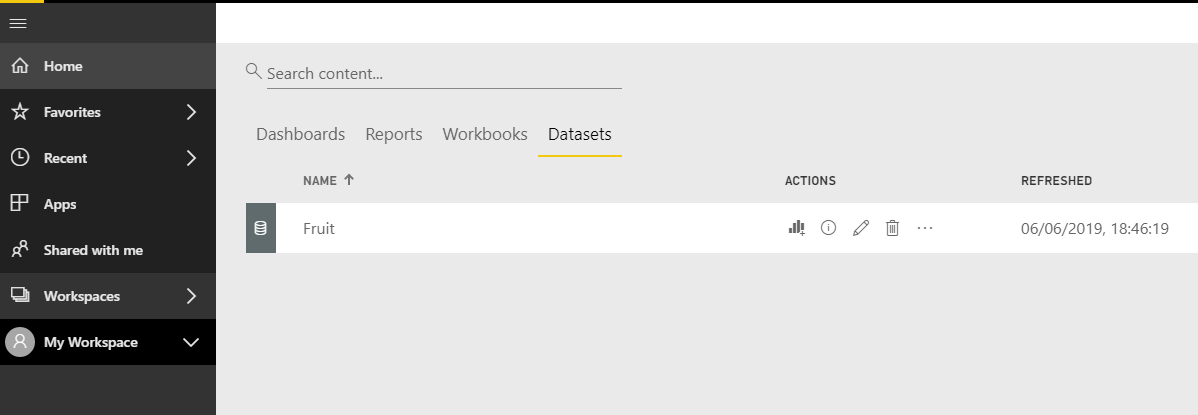 Home
Favorites
Recent
Apps
Shared with me
Workspaces
My Workspace
Search content...
Dashboards Reports Workbooks Datasets
NAME ACTIONS REFRESHED
Fruit 06/06/2019, 18:46:19